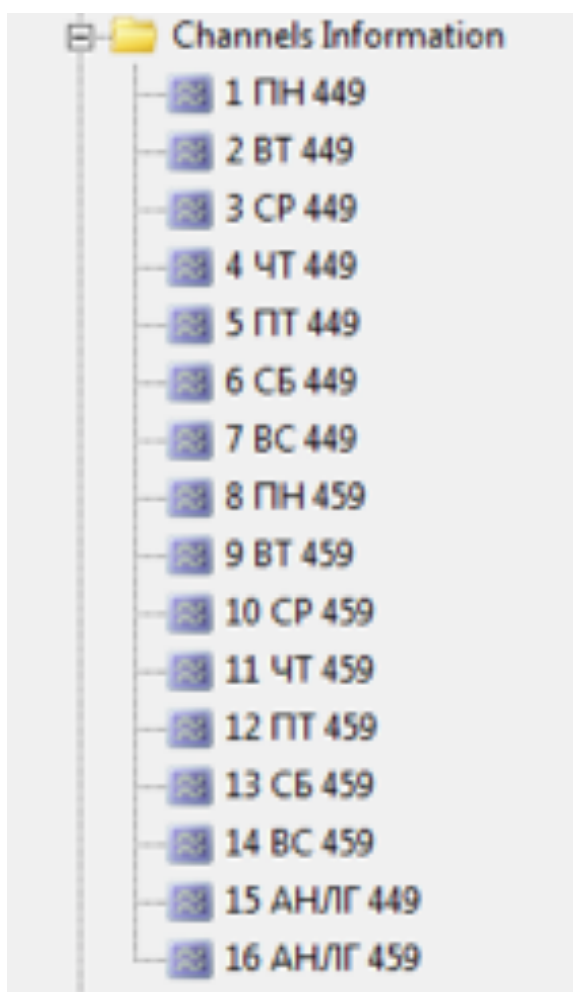 Channels Information
1 ПН 449
2 ВТ 449
3 СР 449
4 ЧТ 449
5 ПТ 449
6 СБ 449
7 ВС 449
8 ПН 459
9 ВТ 459
10 СР 459
11 ЧТ 459
12 ПТ 459
13 СБ 459
14 ВС 459
15 АНЛГ 449
16 АНЛГ 459